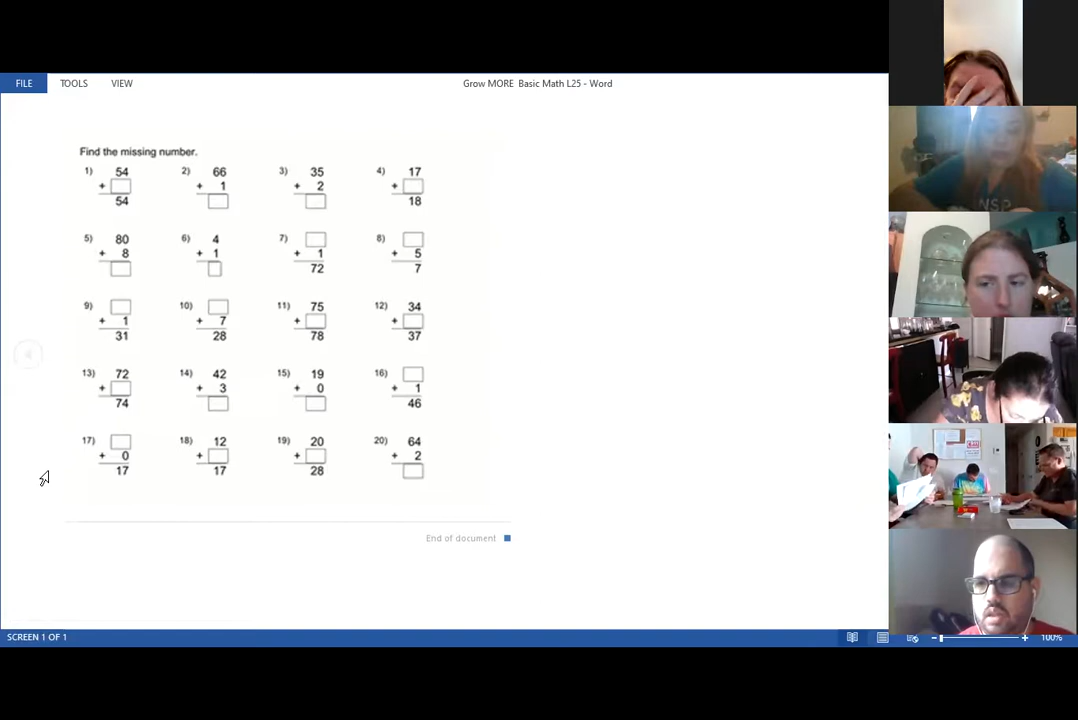 FILE TOOLS VIEW Grow MORE Basic Math L25 - Word
Find the missing number.
1) 54 2) 66 3) 35 4) 17
+ + 1 + 2 +
54 18
5) 80 6) 4 7) 8)
+ 8 + 1 + 1 + 5
72 7
9) 10) 11) 75 12) 34
+ 1 + 7 + +
31 28 78 37
13) 72 14) 42 15) 19 16)
+ + 3 + 0 + 1
74 46
17) 18) 12 19) 20 20) 64
+ 0 + + + 2
17 17 28
4
End of document
SCREEN 1 OF 1 100%
NSP